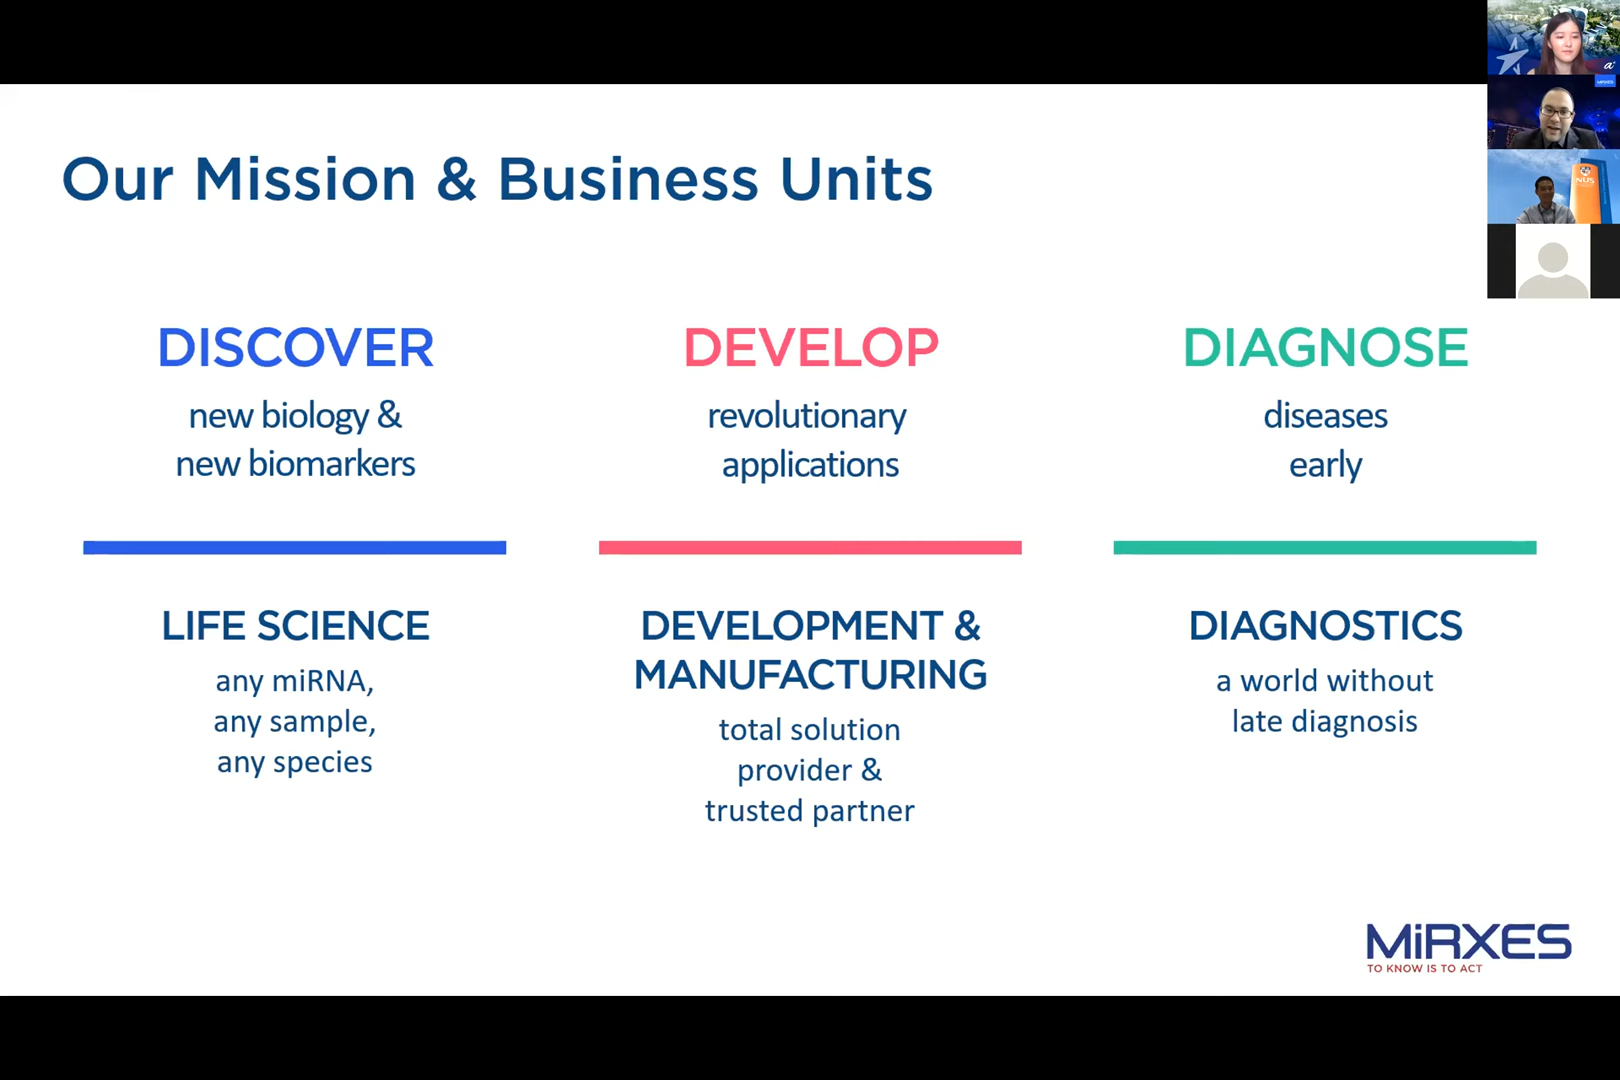 Our Mission & Business Units
DISCOVER
new biology &
new biomarkers
DEVELOP
revolutionary
applications
DIAGNOSE
diseases
early
LIFE SCIENCE
any miRNA,
any sample,
any species
DEVELOPMENT &
MANUFACTURING
total solution
provider &
trusted partner
DIAGNOSTICS
a world without
late diagnosis
MiRXES
TO KNOW IS TO ACT
MiRXES
NUS